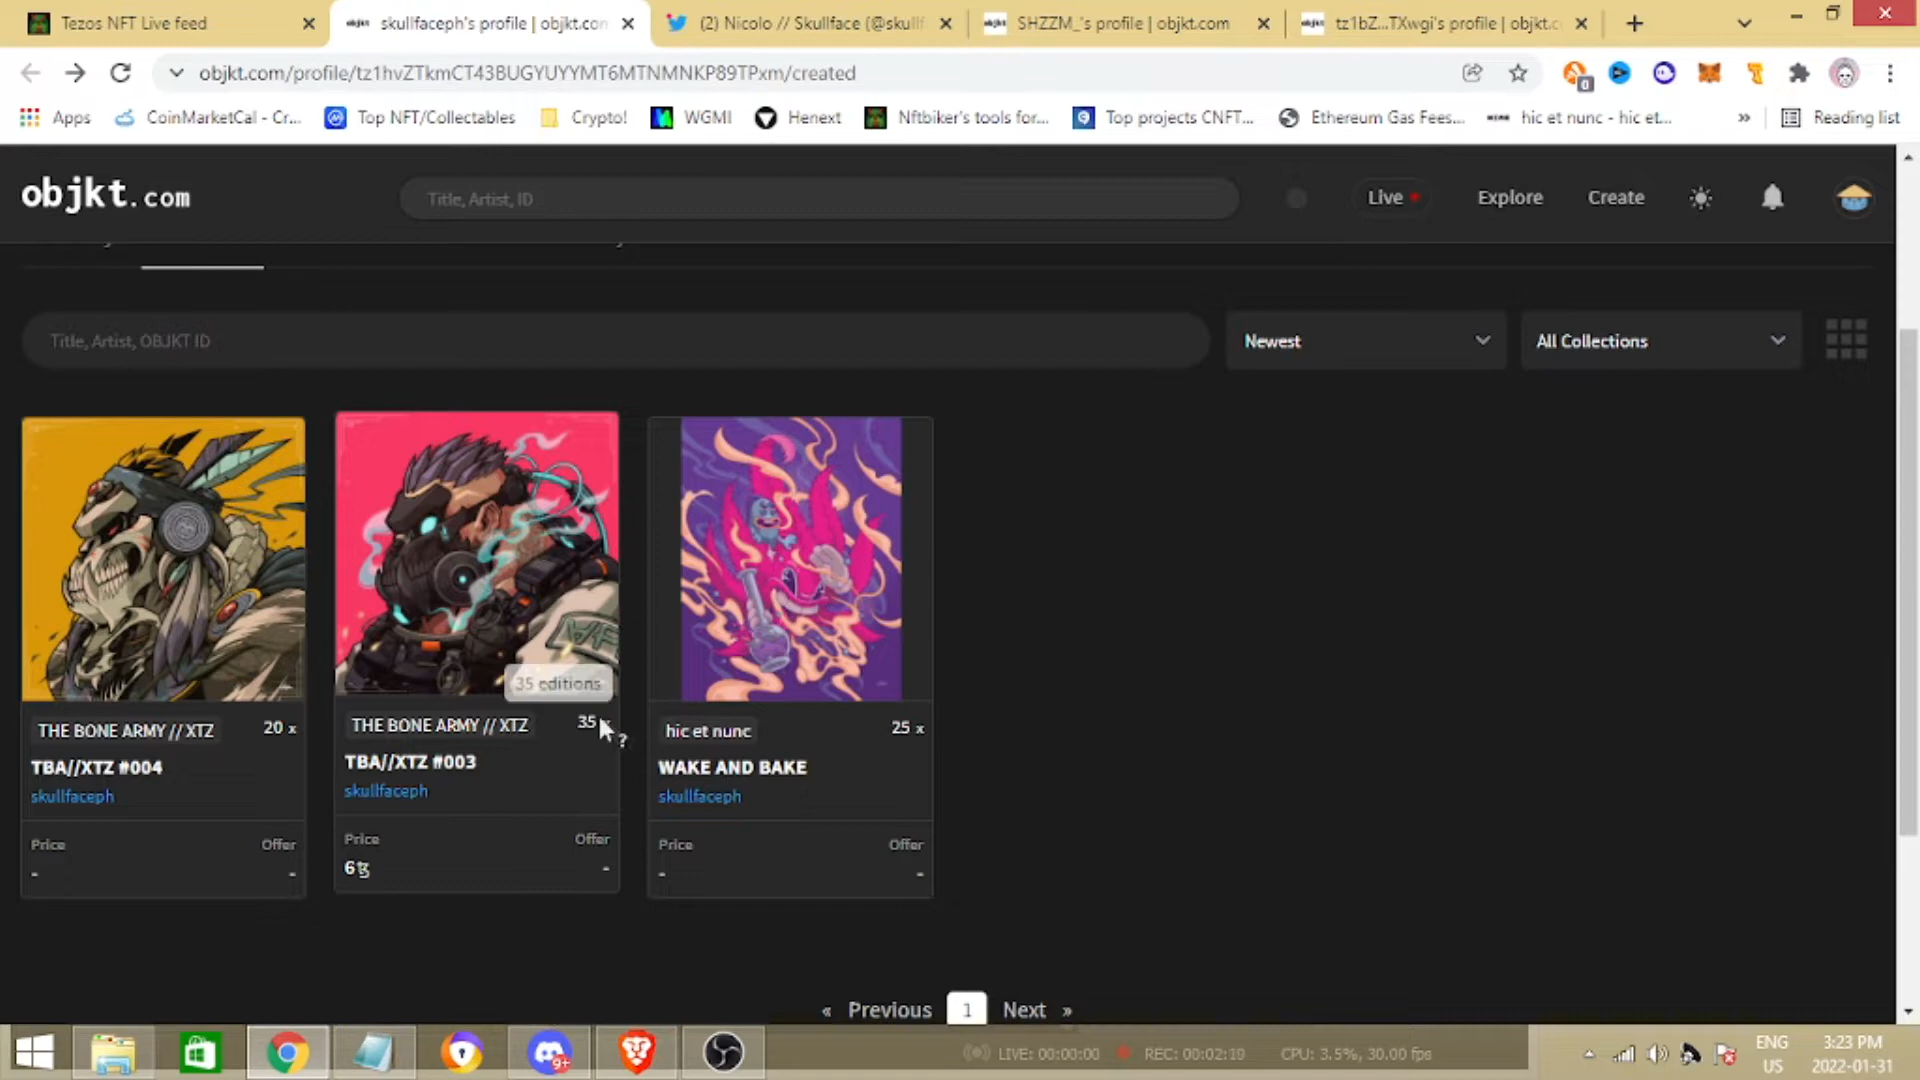 Tezos NFT Live feed
skullfaceph's profile | objkt.com
(2) Nicolo // Skullface (@skullf
SHZZM_'s profile | objkt.com
tz1bZ...TXwgi's profile | objkt.c
objkt.com/profile/tz1hvZTkmCT43BUGYUYYMT6MTNMNKP89TPxm/created
0
Apps
CoinMarketCal - Cr...
Top NFT/Collectables
Crypto!
WGMI
Henext
Nftbiker's tools for...
Top projects CNFT...
Ethereum Gas Fees...
hic et nunc - hic et...
»
Reading list
objkt.com
Title, Artist, ID
Live
Explore
Create
Title, Artist, OBJKT ID
Newest
All Collections
35 editions
THE BONE ARMY // XTZ
20 x
TBA//XTZ #004
skullfaceph
Price
Offer
-
-
THE BONE ARMY // XTZ
35
TBA//XTZ #003
skullfaceph
Price
Offer
6ꜩ
-
hic et nunc
25 x
WAKE AND BAKE
skullfaceph
Price
Offer
-
-
« Previous 1 Next »
9+
LIVE: 00:00:00
REC: 00:02:19
CPU: 3.5%, 30.00 fps
ENG
US
3:23 PM
2022-01-31